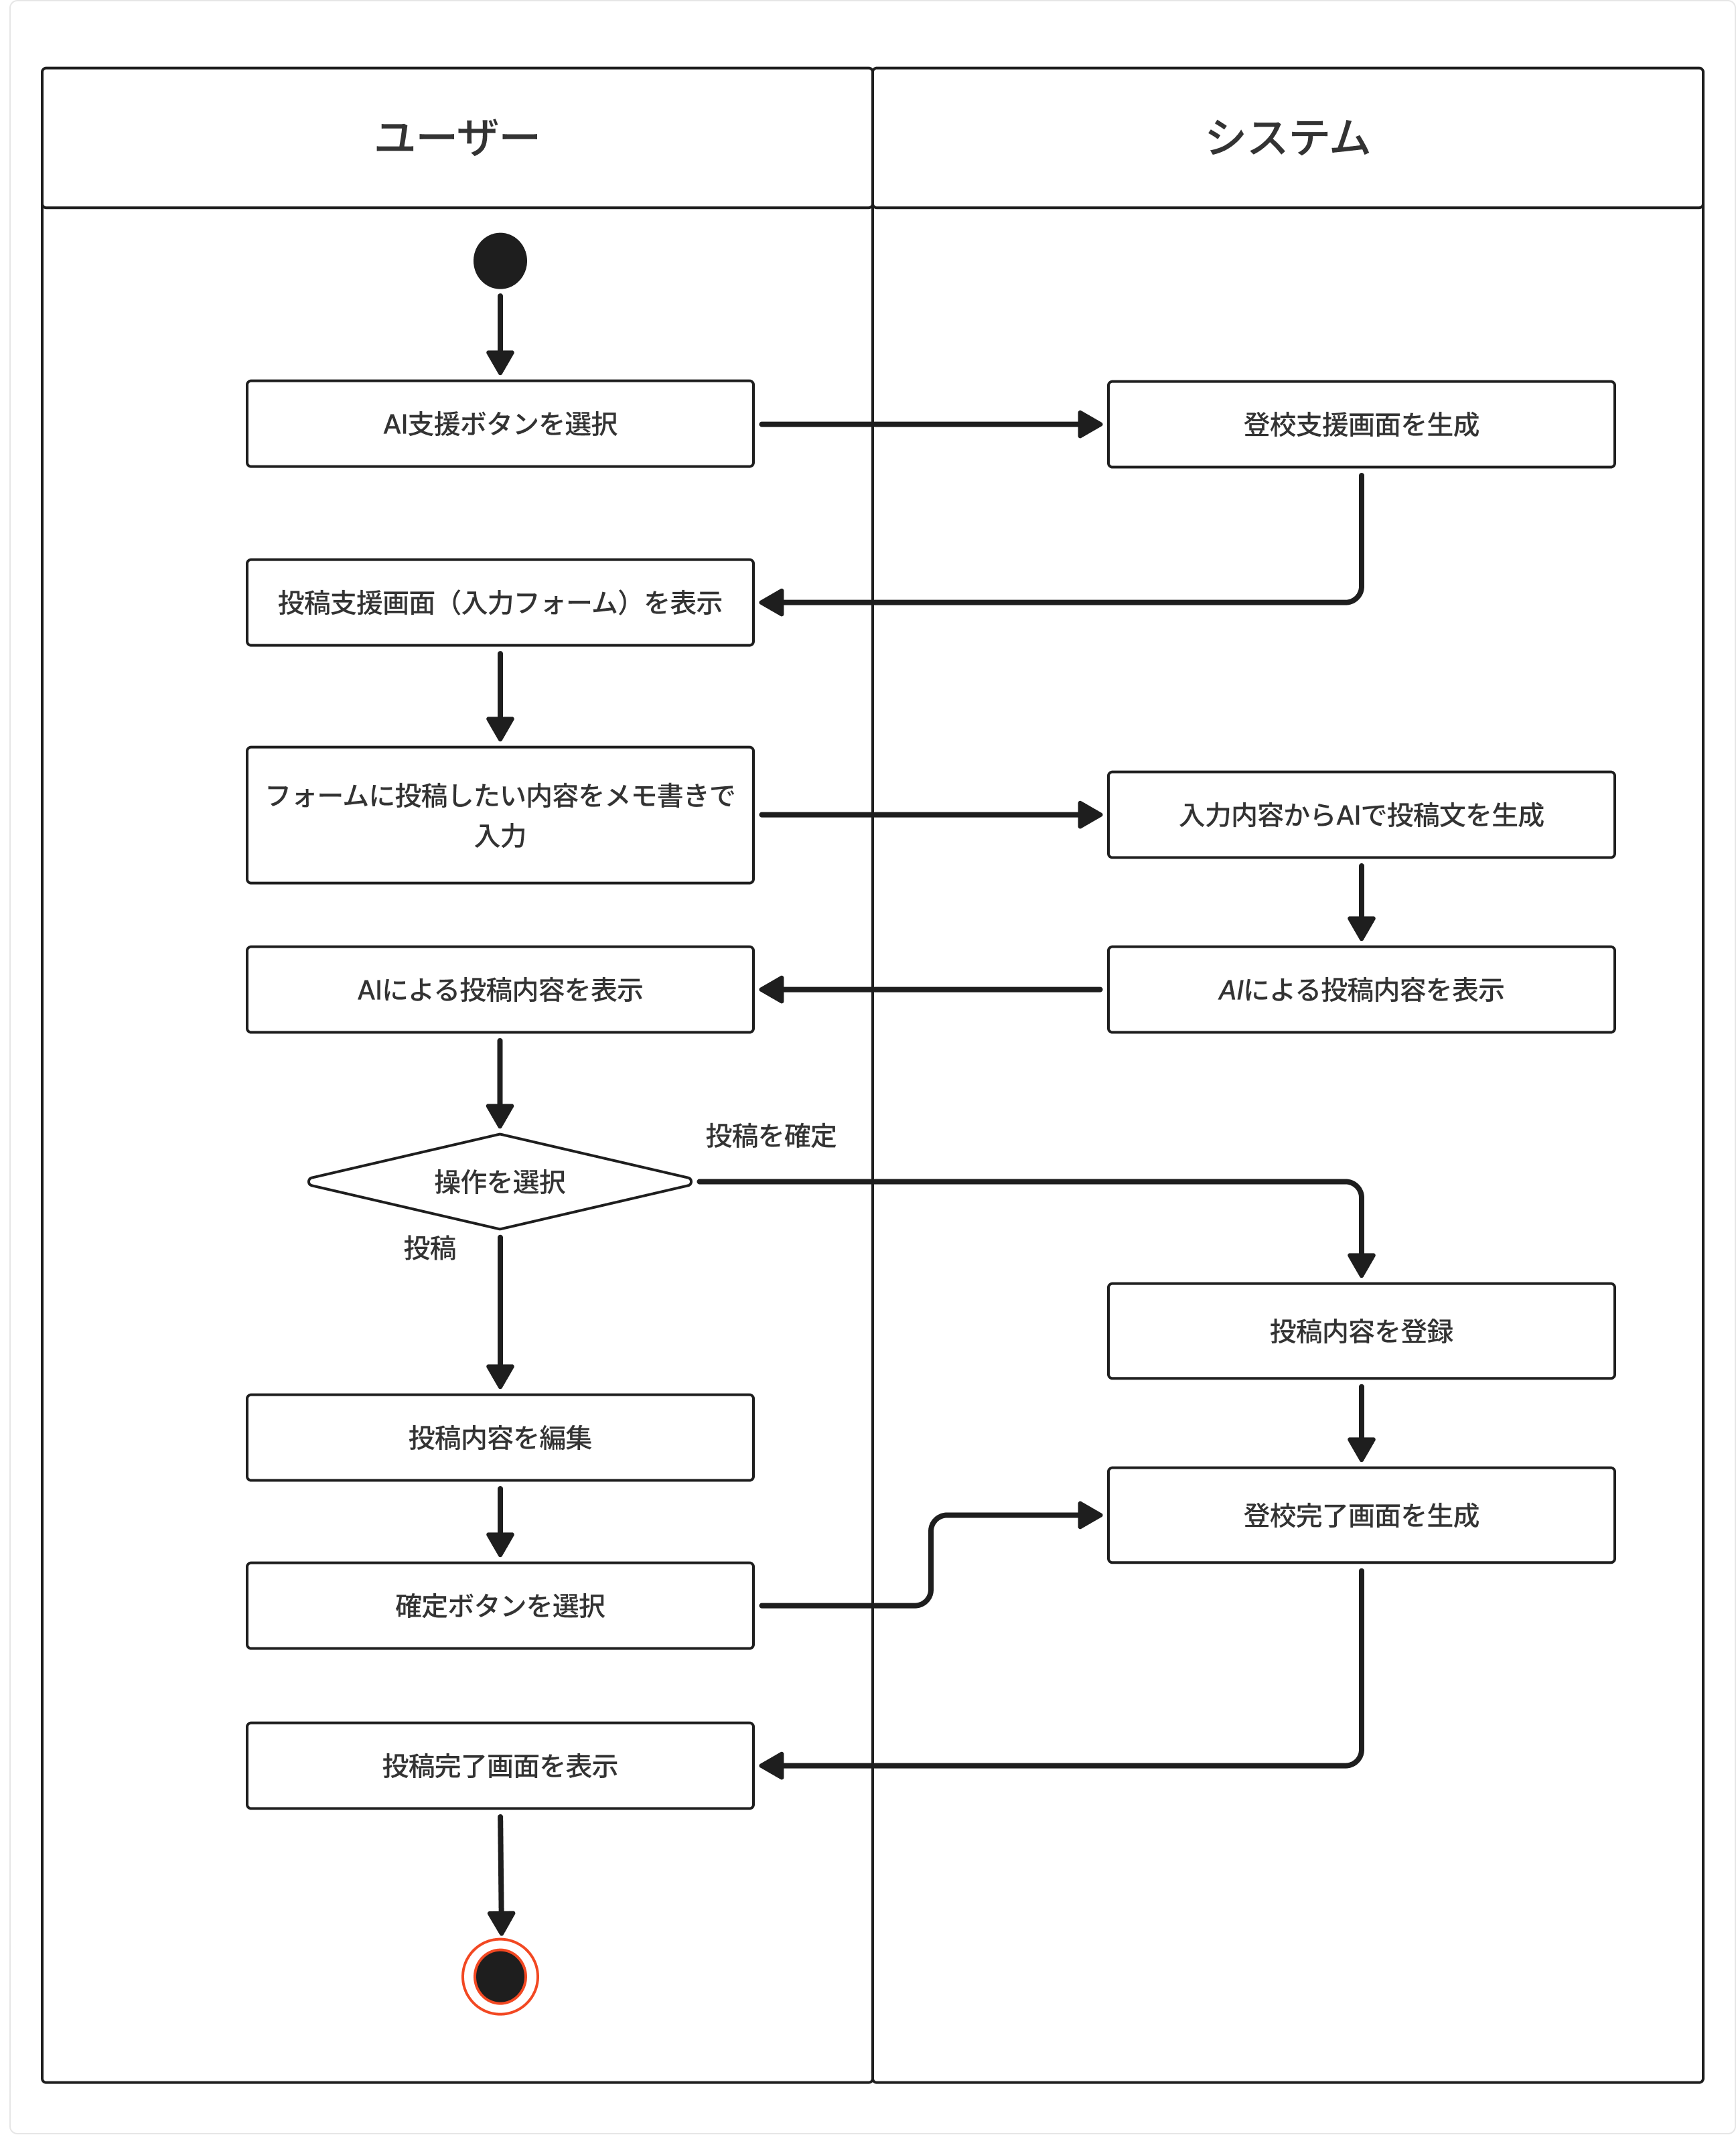 ユーザー
システム
AI支援ボタンを選択
登校支援画面を生成
投稿支援画面（入力フォーム）を表示
フォームに投稿したい内容をメモ書きで
入力
入力内容からAIで投稿文を生成
AIによる投稿内容を表示
AIによる投稿内容を表示
投稿を確定
操作を選択
投稿
投稿内容を登録
投稿内容を編集
登校完了画面を生成
確定ボタンを選択
投稿完了画面を表示